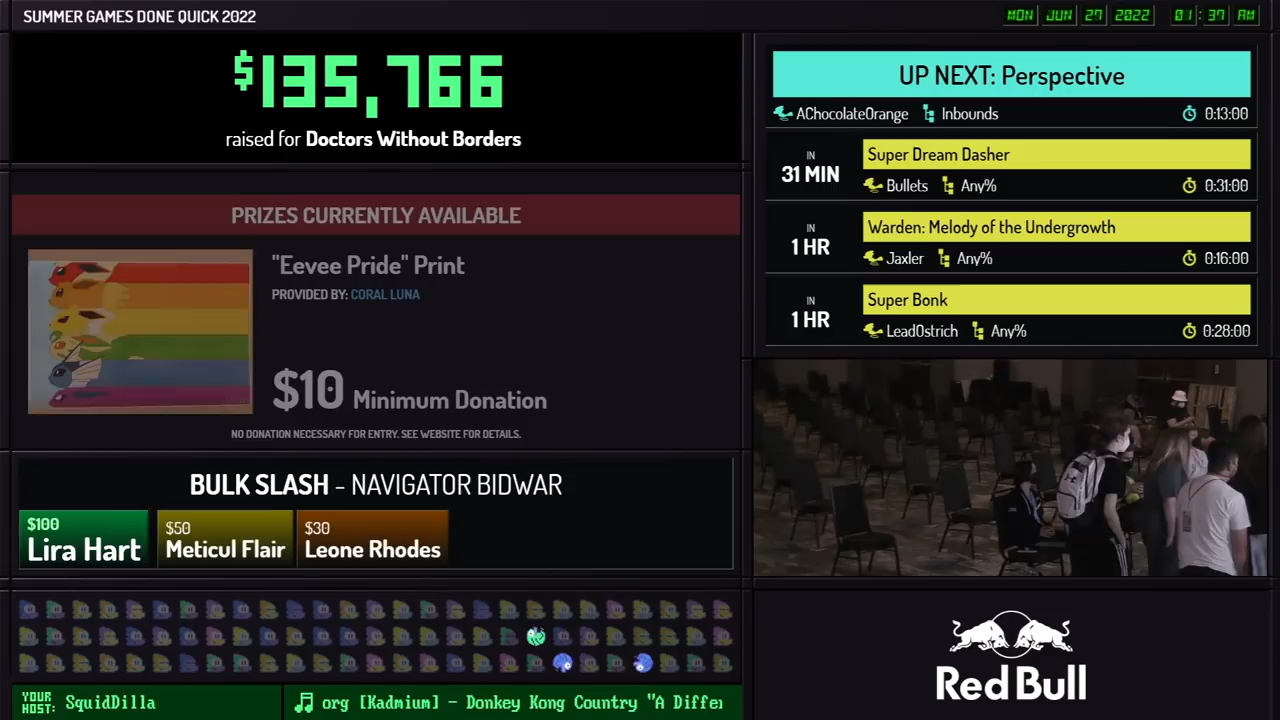 SUMMER GAMES DONE QUICK 2022
MON JUN 27 2022 01:37 AM
$135,766
raised for Doctors Without Borders
PRIZES CURRENTLY AVAILABLE
"Eevee Pride" Print
PROVIDED BY: CORAL LUNA
$10 Minimum Donation
NO DONATION NECESSARY FOR ENTRY. SEE WEBSITE FOR DETAILS.
BULK SLASH - NAVIGATOR BIDWAR
$100
Lira Hart
$50
Meticul Flair
$30
Leone Rhodes
YOUR HOST: SquidDilla
org [Kadmium] - Donkey Kong Country "A Differ
UP NEXT: Perspective
AChocolateOrange Inbounds 0:13:00
IN 31 MIN
Super Dream Dasher
Bullets Any% 0:31:00
IN 1 HR
Warden: Melody of the Undergrowth
Jaxler Any% 0:16:00
IN 1 HR
Super Bonk
LeadOstrich Any% 0:28:00
Red Bull